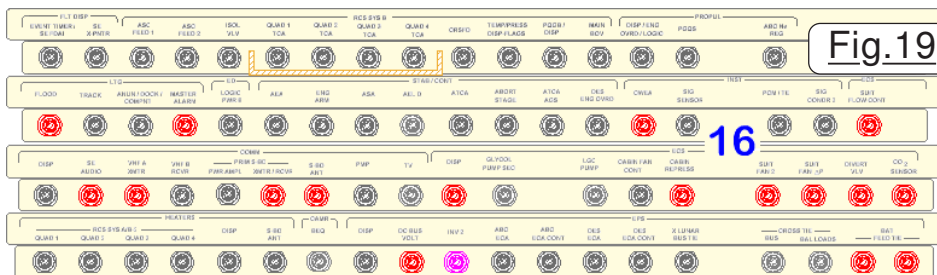 FLT DISP RCS SYS B PROPUL
EVENT TIMER/ SE ASC ASC ISOL QUAD 1 QUAD 2 QUAD 3 QUAD 4 TEMP/PRESS PQGS/ MAIN DISP/ENG ASC He
SE/FDAI X-PNTR FEED 1 FEED 2 VLV TCA TCA TCA TCA CRSFD DISP/FLAGS DISP SOV OVRD/LOGIC PQGS REG
Fig.19
LTG ED STAB/CONT INST ECS
FLOOD TRACK ANUN/DOCK/ MASTER LOGIC AEA ENG ASA AELD ATCA ABORT ATCA DES CWEA SIG PCM/TE SIG SUIT
COMPNT ALARM PWR B ARM STAGE ACS ENG OVRD SENSOR CONDR 2 FLOW CONT
16
COMM ECS
DISP SE VHF A VHF B PRIM S-BD S-BD PMP TV DISP GLYCOL LGC CABIN FAN CABIN SUIT SUIT DIVERT CO2
AUDIO XMTR RCVR PWR AMPL XMTR/RCVR ANT PUMP SEC PUMP CONT REPRESS FAN 2 FAN ΔP VLV SENSOR
HEATERS CAMR EPS
RCS SYS A/B-2 DISP S-BD SEQ DISP DC BUS INV 2 ASC ASC DES DES X LUNAR CROSS TIE BAT
QUAD 1 QUAD 2 QUAD 3 QUAD 4 ANT VOLT ECA ECA CONT ECA ECA CONT BUS TIE BUS BAL LOADS FEED TIE